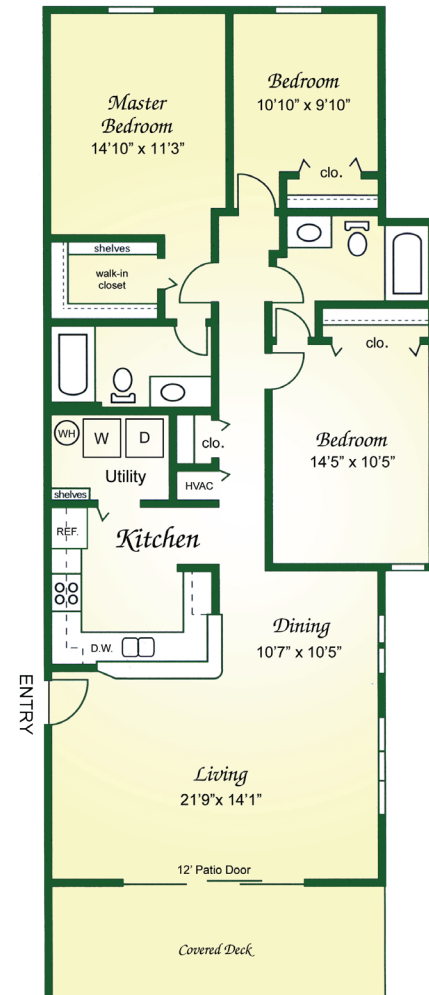 Master
Bedroom
14'10" x 11'3"
Bedroom
10'10" x 9'10"
clo.
shelves
walk-in
closet
clo.
Bedroom
14'5" x 10'5"
WH
W
D
clo.
Utility
HVAC
shelves
REF.
Kitchen
D.W.
Dining
10'7" x 10'5"
ENTRY
Living
21'9"x 14'1"
12' Patio Door
Covered Deck